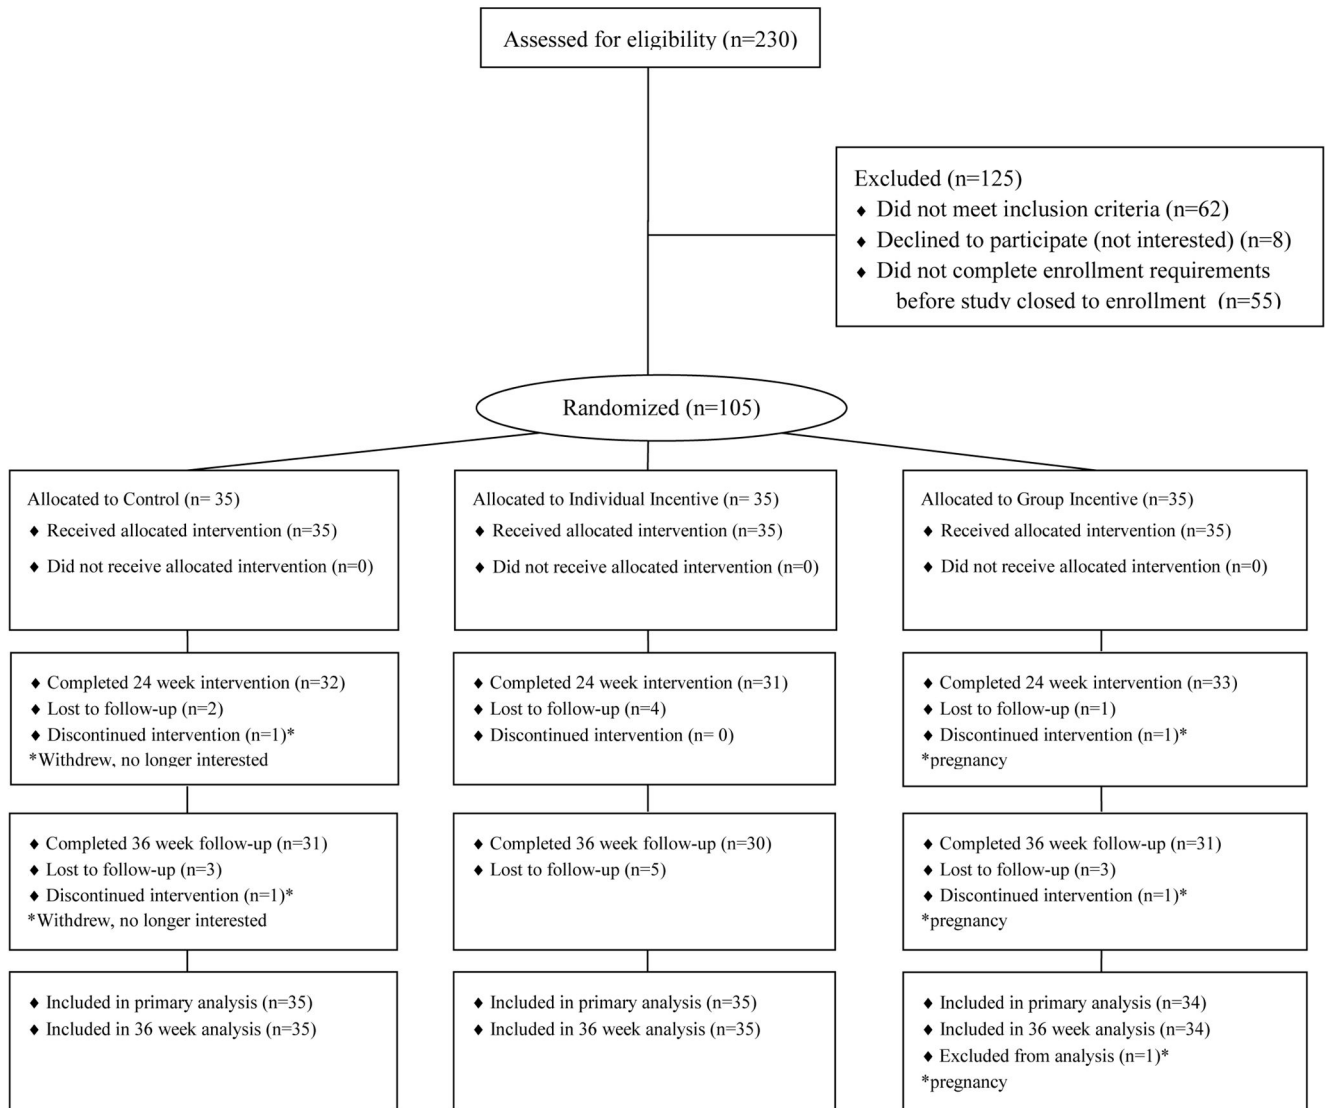 Assessed for eligibility (n=230)
Excluded (n=125)
♦ Did not meet inclusion criteria (n=62)
♦ Declined to participate (not interested) (n=8)
♦ Did not complete enrollment requirements
before study closed to enrollment (n=55)
Randomized (n=105)
Allocated to Control (n= 35)
♦ Received allocated intervention (n=35)
♦ Did not receive allocated intervention (n=0)
Allocated to Individual Incentive (n= 35)
♦ Received allocated intervention (n=35)
♦ Did not receive allocated intervention (n=0)
Allocated to Group Incentive (n=35)
♦ Received allocated intervention (n=35)
♦ Did not receive allocated intervention (n=0)
♦ Completed 24 week intervention (n=32)
♦ Lost to follow-up (n=2)
♦ Discontinued intervention (n=1)*
*Withdrew, no longer interested
♦ Completed 24 week intervention (n=31)
♦ Lost to follow-up (n=4)
♦ Discontinued intervention (n= 0)
♦ Completed 24 week intervention (n=33)
♦ Lost to follow-up (n=1)
♦ Discontinued intervention (n=1)*
*pregnancy
♦ Completed 36 week follow-up (n=31)
♦ Lost to follow-up (n=3)
♦ Discontinued intervention (n=1)*
*Withdrew, no longer interested
♦ Completed 36 week follow-up (n=30)
♦ Lost to follow-up (n=5)
♦ Completed 36 week follow-up (n=31)
♦ Lost to follow-up (n=3)
♦ Discontinued intervention (n=1)*
*pregnancy
♦ Included in primary analysis (n=35)
♦ Included in 36 week analysis (n=35)
♦ Included in primary analysis (n=35)
♦ Included in 36 week analysis (n=35)
♦ Included in primary analysis (n=34)
♦ Included in 36 week analysis (n=34)
♦ Excluded from analysis (n=1)*
*pregnancy